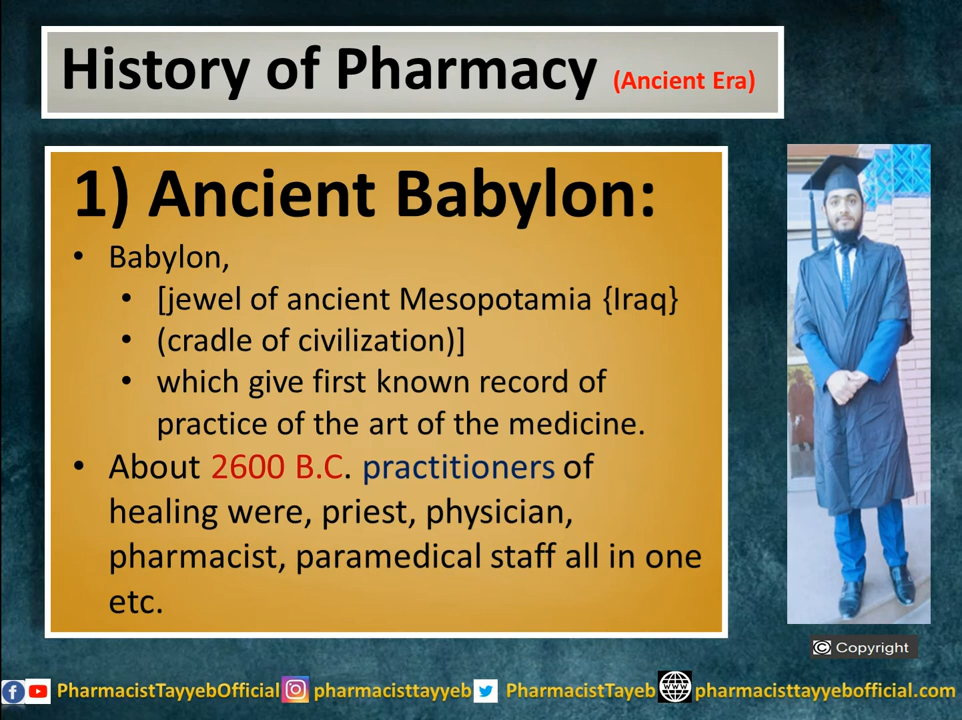 History of Pharmacy (Ancient Era)
1) Ancient Babylon:
• Babylon,
• [jewel of ancient Mesopotamia {Iraq}
• (cradle of civilization)]
• which give first known record of
practice of the art of the medicine.
• About 2600 B.C. practitioners of
healing were, priest, physician,
pharmacist, paramedical staff all in one
etc.
© Copyright
PharmacistTayyebOfficial pharmacisttayyeb PharmacistTayeb pharmacisttayyebofficial.com